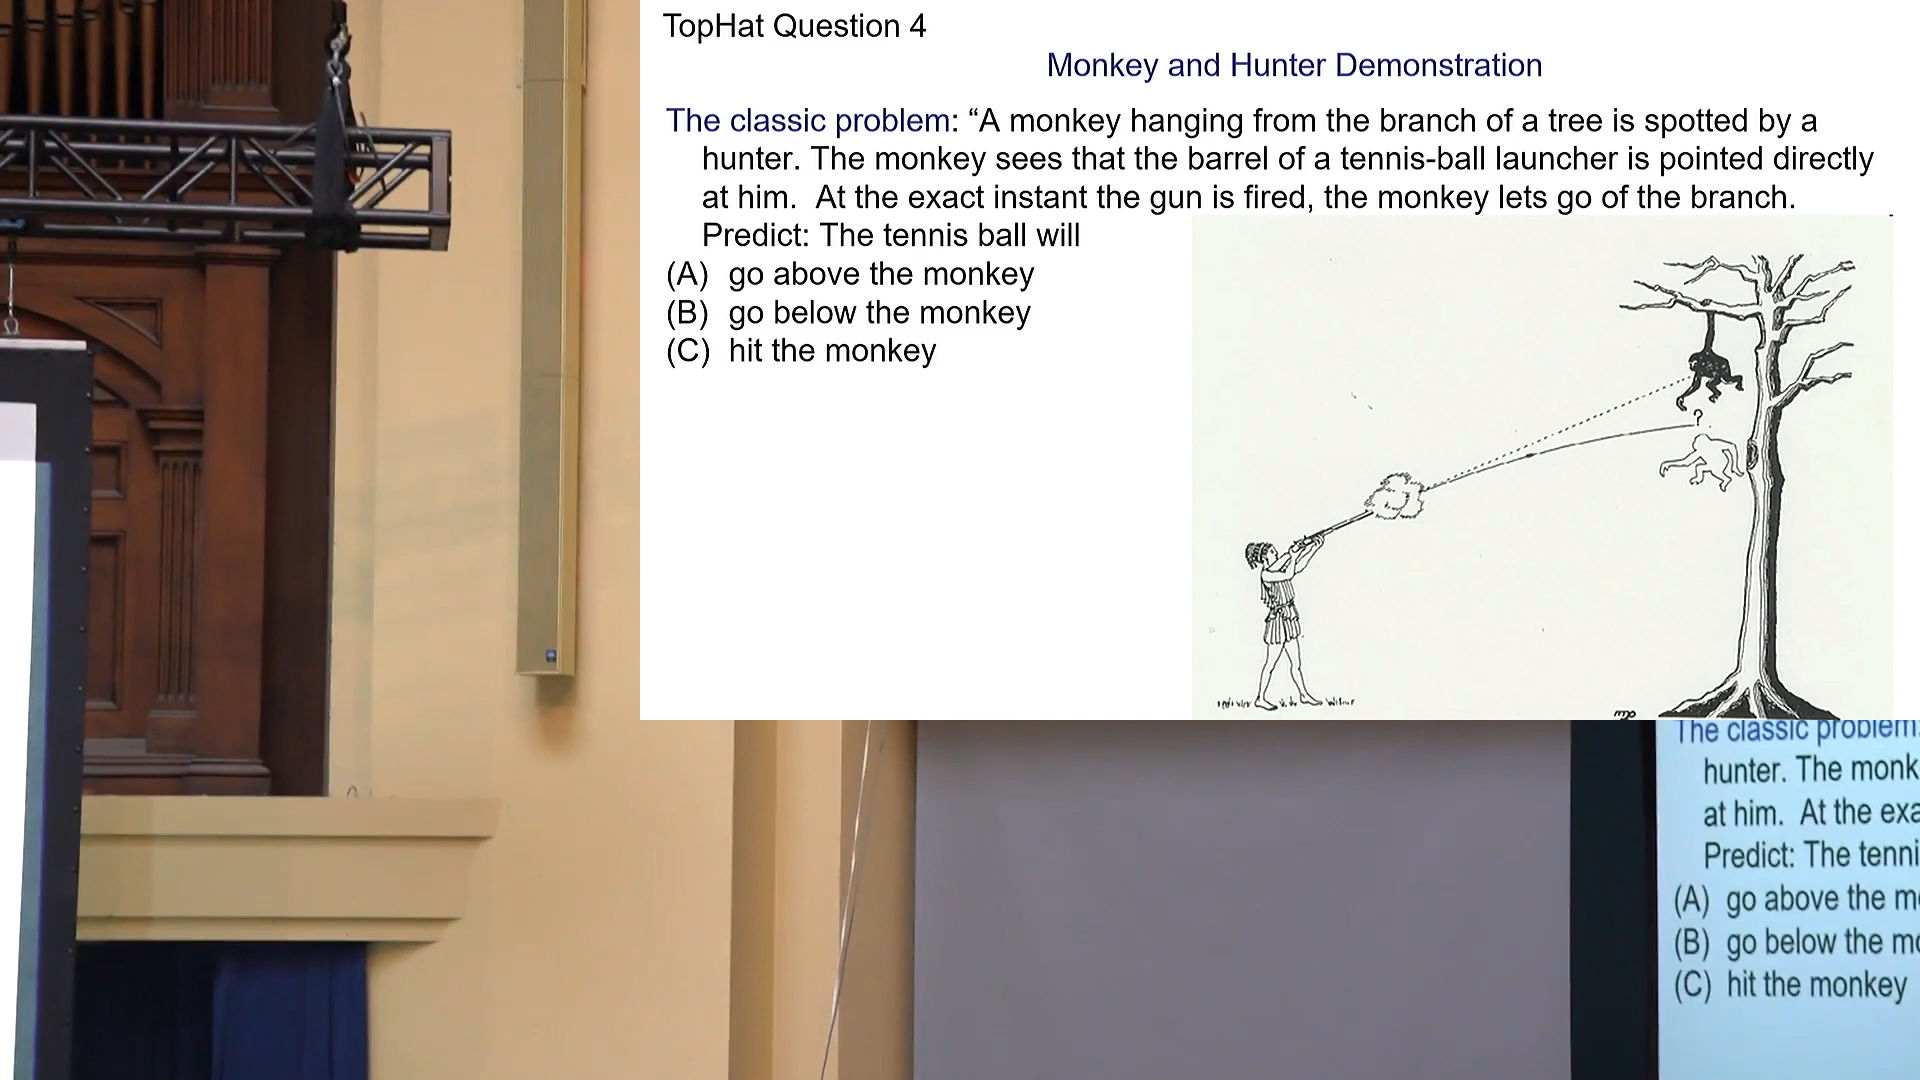 TopHat Question 4
Monkey and Hunter Demonstration
The classic problem: “A monkey hanging from the branch of a tree is spotted by a
hunter. The monkey sees that the barrel of a tennis-ball launcher is pointed directly
at him.  At the exact instant the gun is fired, the monkey lets go of the branch.
Predict: The tennis ball will
(A) go above the monkey
(B) go below the monkey
(C) hit the monkey
?
The classic problem
hunter. The monk
at him. At the exa
Predict: The tenni
(A) go above the m
(B) go below the mo
(C) hit the monkey